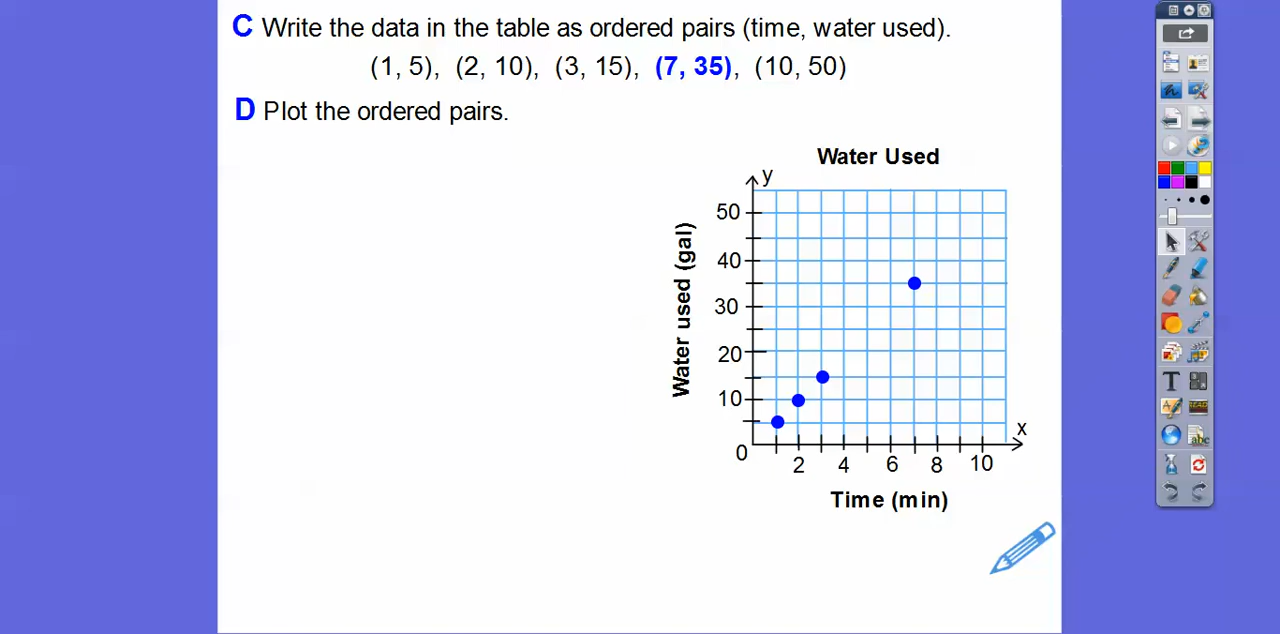 C Write the data in the table as ordered pairs (time, water used).
(1, 5), (2, 10), (3, 15), (7, 35), (10, 50)
D Plot the ordered pairs.
Water Used
y
50
40
30
20
10
0
Water used (gal)
x
2 4 6 8 10
Time (min)
T
abc